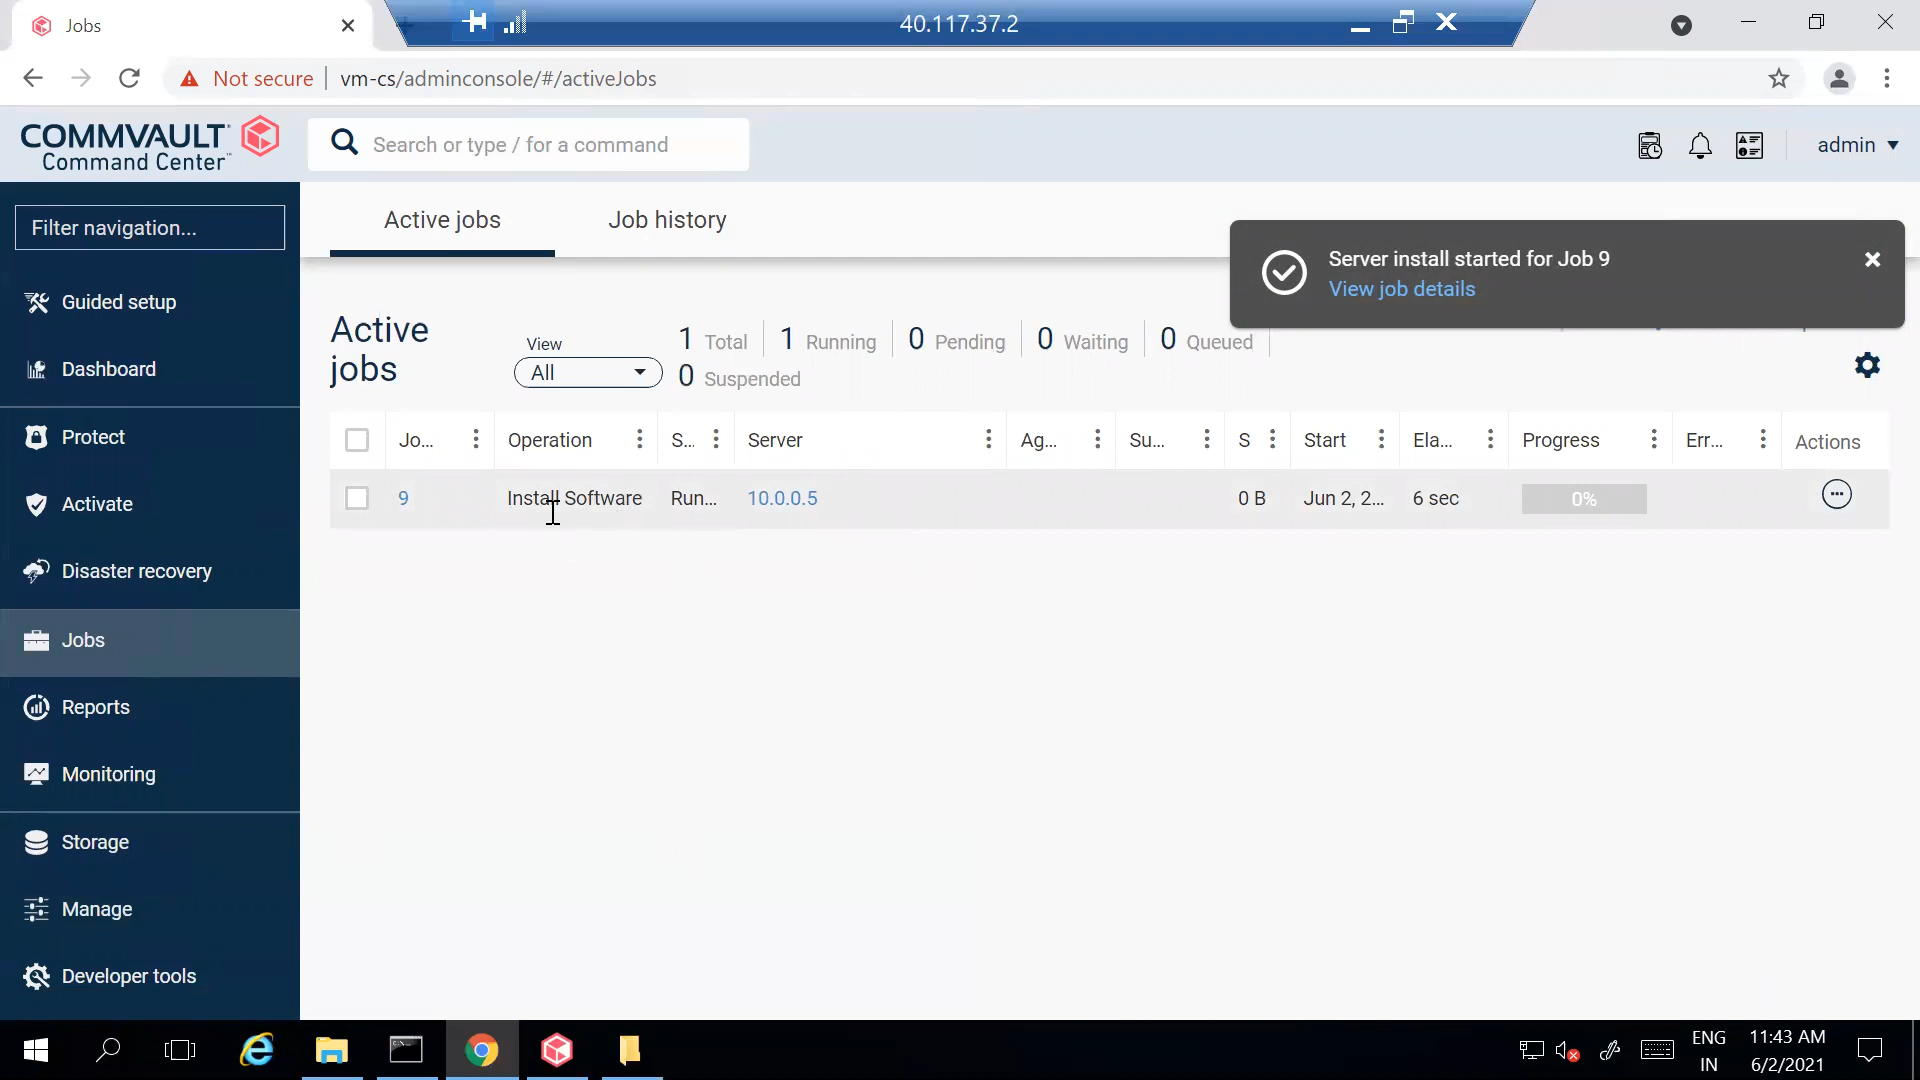 Jobs
40.117.37.2
Not secure
vm-cs/adminconsole/#/activeJobs
COMMVAULT
Command Center™
Search or type / for a command
admin
Filter navigation...
Guided setup
Dashboard
Protect
Activate
Disaster recovery
Jobs
Reports
Monitoring
Storage
Manage
Developer tools
Active jobs
Job history
Server install started for Job 9
View job details
Active
jobs
View
All
1 Total
1 Running
0 Pending
0 Waiting
0 Queued
0 Suspended
Jo... Operation S... Server Ag... Su... S Start Ela... Progress Err... Actions
9 Install Software Run... 10.0.0.5 0 B Jun 2, 2... 6 sec 0%
ENG
IN
11:43 AM
6/2/2021